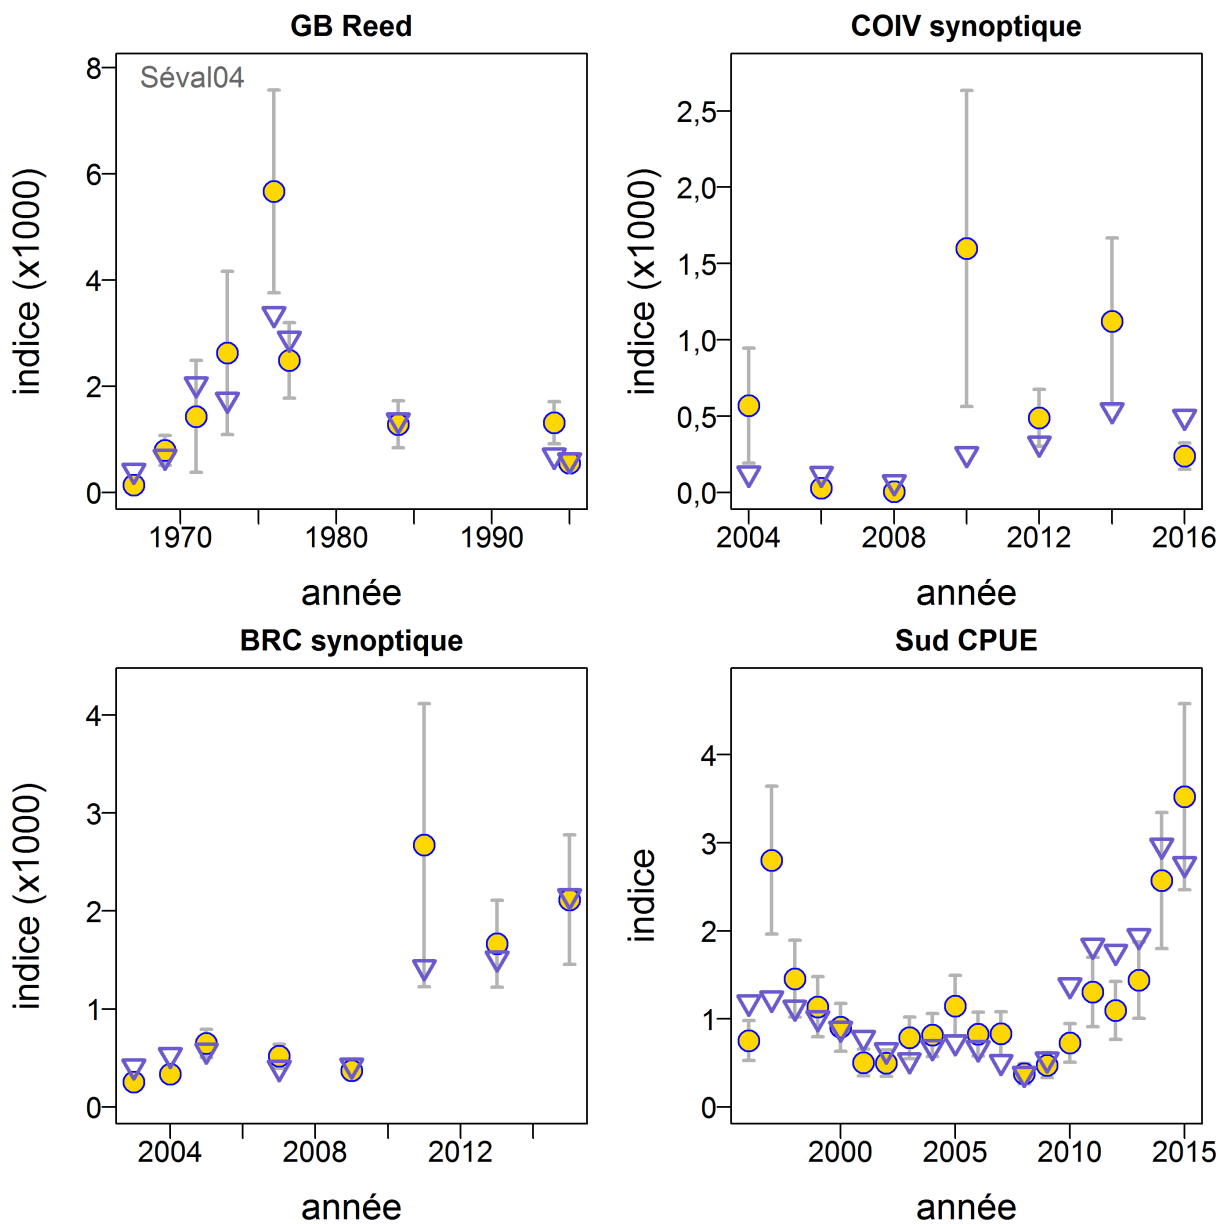 GB Reed
Séval04
indice (x1000)
8
6
4
2
0
1970 1980 1990
année
COIV synoptique
indice (x1000)
2,5
2,0
1,5
1,0
0,5
0,0
2004 2008 2012 2016
année
BRC synoptique
indice (x1000)
4
3
2
1
0
2004 2008 2012
année
Sud CPUE
indice
4
3
2
1
0
2000 2005 2010 2015
année